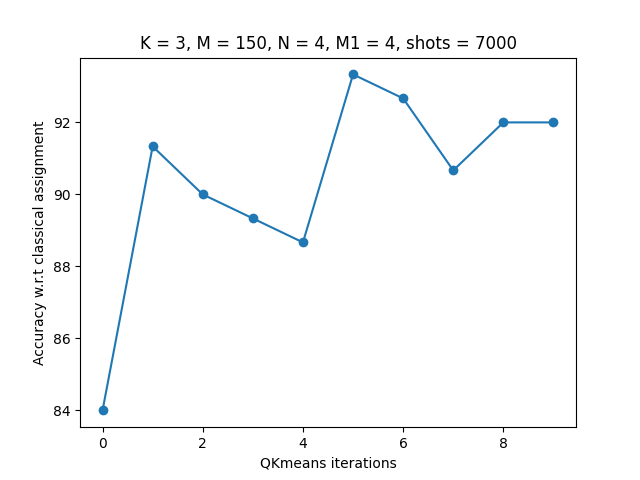 K = 3, M = 150, N = 4, M1 = 4, shots = 7000
92
90
88
86
84
Accuracy w.r.t classical assignment
0 2 4 6 8
QKmeans iterations